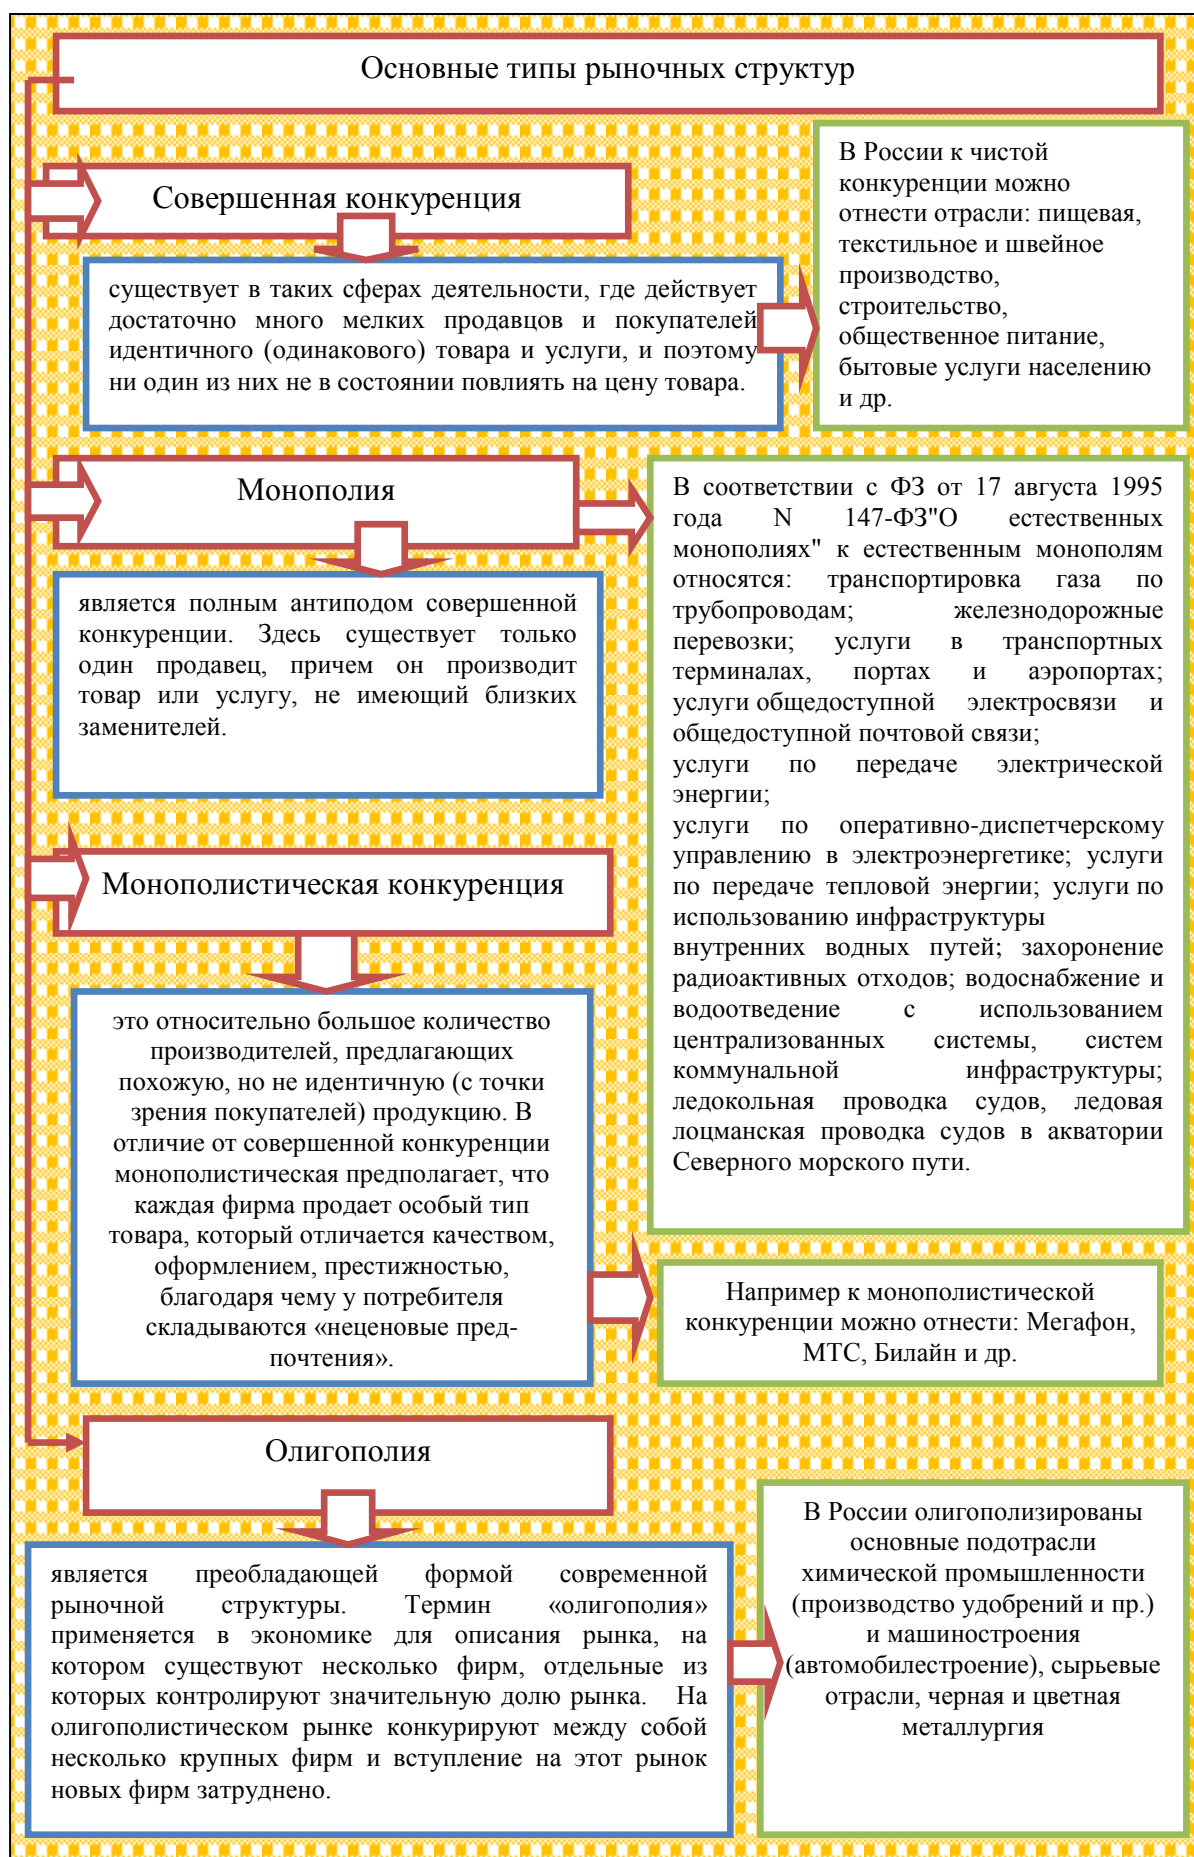 Основные типы рыночных структур
Совершенная конкуренция
существует в таких сферах деятельности, где действует
достаточно много мелких продавцов и покупателей
идентичного (одинакового) товара и услуги, и поэтому
ни один из них не в состоянии повлиять на цену товара.
В России к чистой
конкуренции можно
отнести отрасли: пищевая,
текстильное и швейное
производство,
строительство,
общественное питание,
бытовые услуги населению
и др.
Монополия
является полным антиподом совершенной
конкуренции. Здесь существует только
один продавец, причем он производит
товар или услугу, не имеющий близких
заменителей.
В соответствии с ФЗ от 17 августа 1995
года N 147-ФЗ"О естественных
монополиях" к естественным монополям
относятся: транспортировка газа по
трубопроводам; железнодорожные
перевозки; услуги в транспортных
терминалах, портах и аэропортах;
услуги общедоступной электросвязи и
общедоступной почтовой связи;
услуги по передаче электрической
энергии;
услуги по оперативно-диспетчерскому
управлению в электроэнергетике; услуги
по передаче тепловой энергии; услуги по
использованию инфраструктуры
внутренних водных путей; захоронение
радиоактивных отходов; водоснабжение и
водоотведение с использованием
централизованных системы, систем
коммунальной инфраструктуры;
ледокольная проводка судов, ледовая
лоцманская проводка судов в акватории
Северного морского пути.
Монополистическая конкуренция
это относительно большое количество
производителей, предлагающих
похожую, но не идентичную (с точки
зрения покупателей) продукцию. В
отличие от совершенной конкуренции
монополистическая предполагает, что
каждая фирма продает особый тип
товара, который отличается качеством,
оформлением, престижностью,
благодаря чему у потребителя
складываются «неценовые пред-
почтения».
Например к монополистической
конкуренции можно отнести: Мегафон,
МТС, Билайн и др.
Олигополия
является преобладающей формой современной
рыночной структуры. Термин «олигополия»
применяется в экономике для описания рынка, на
котором существуют несколько фирм, отдельные из
которых контролируют значительную долю рынка. На
олигополистическом рынке конкурируют между собой
несколько крупных фирм и вступление на этот рынок
новых фирм затруднено.
В России олигополизированы
основные подотрасли
химической промышленности
(производство удобрений и пр.)
и машиностроения
(автомобилестроение), сырьевые
отрасли, черная и цветная
металлургия